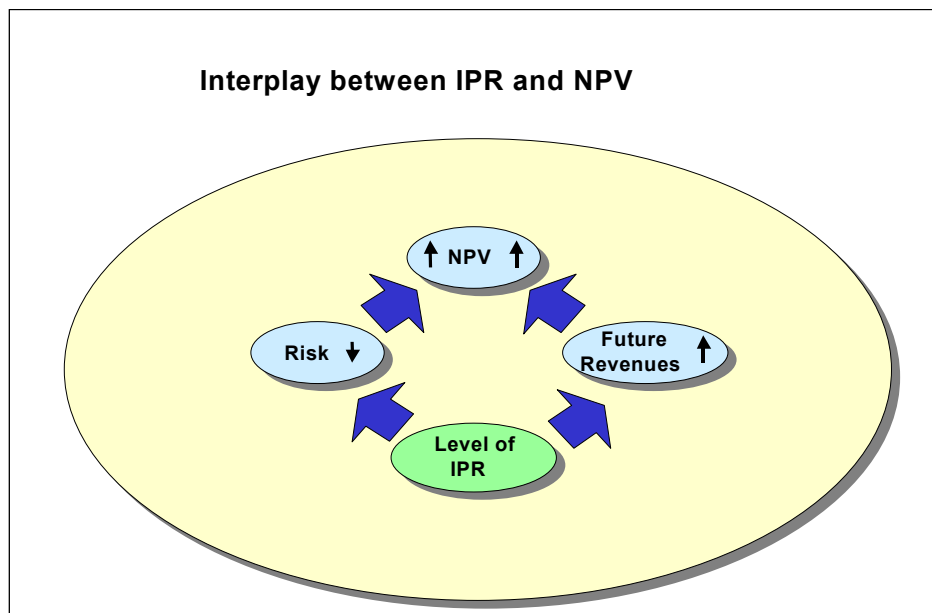 Interplay between IPR and NPV
NPV
Risk
Future
Revenues
Level of
IPR